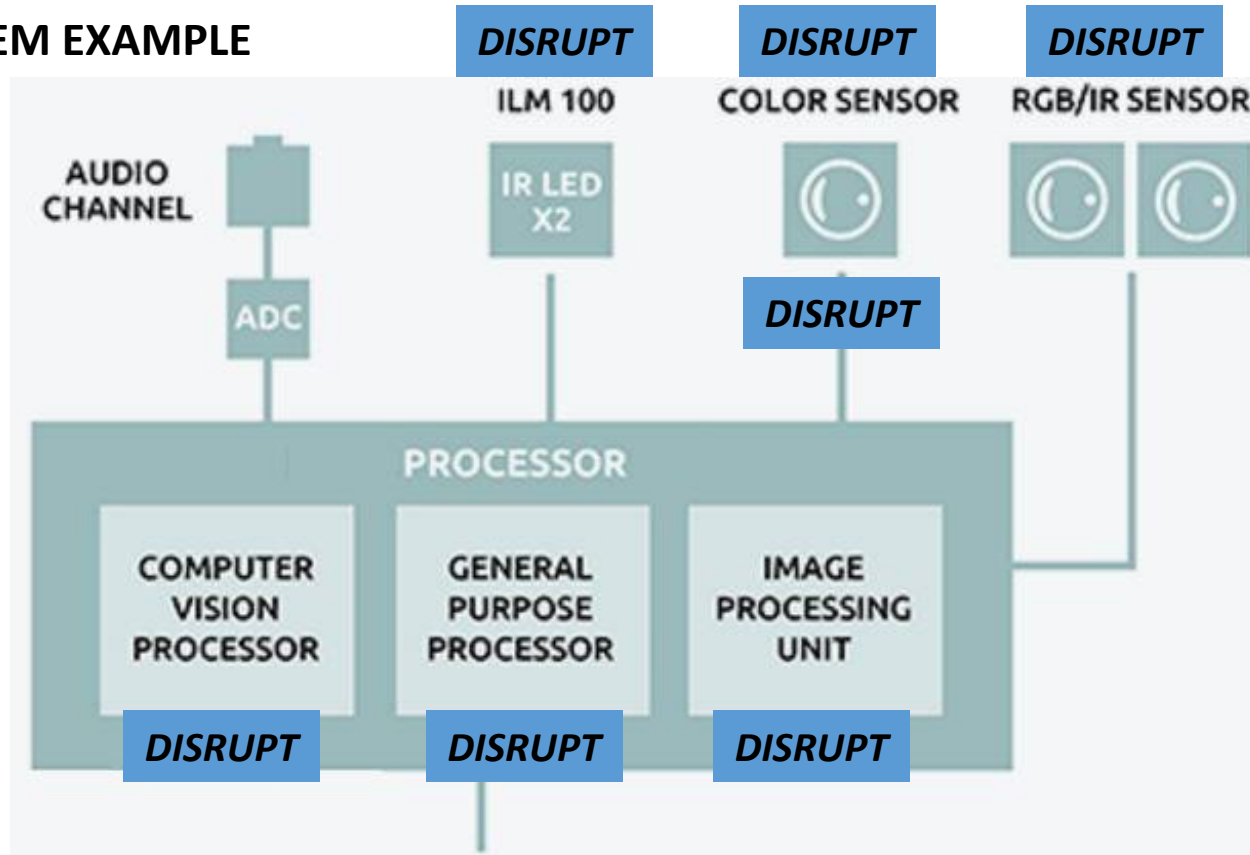 EM EXAMPLE
DISRUPT
DISRUPT
DISRUPT
ILM 100
COLOR SENSOR
RGB/IR SENSOR
AUDIO
CHANNEL
IR LED
X2
ADC
DISRUPT
PROCESSOR
COMPUTER
VISION
PROCESSOR
GENERAL
PURPOSE
PROCESSOR
IMAGE
PROCESSING
UNIT
DISRUPT
DISRUPT
DISRUPT